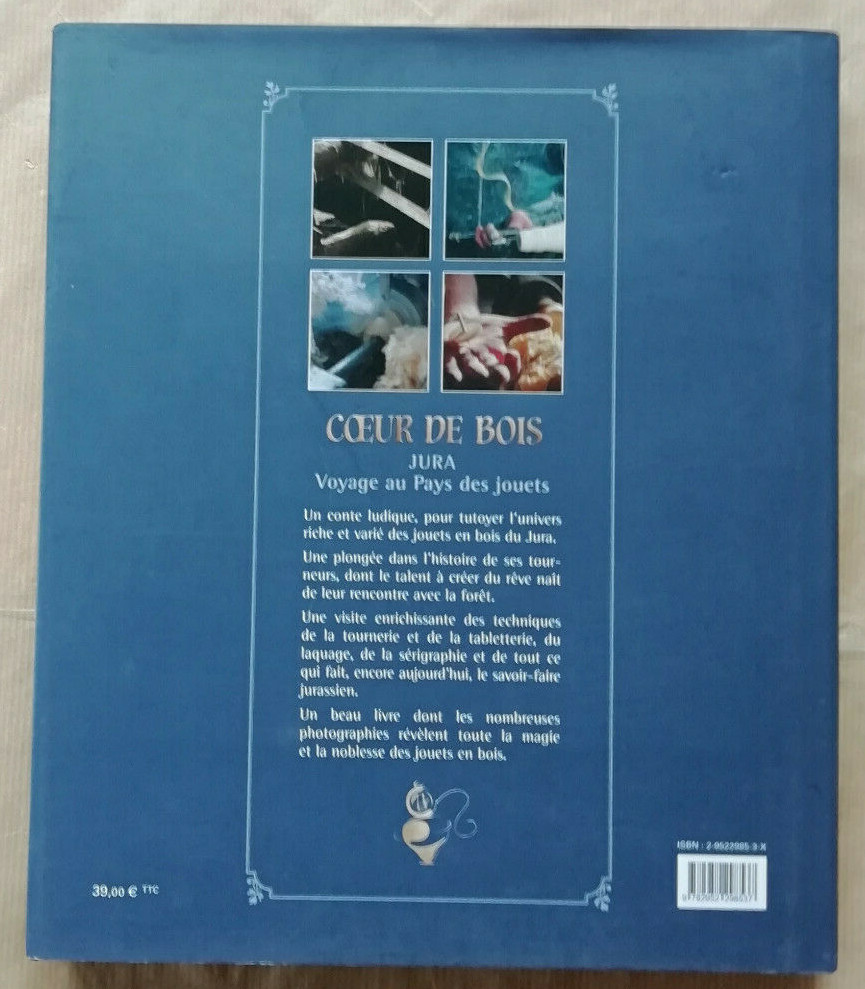 CŒUR DE BOIS
JURA
Voyage au Pays des jouets
Un conte ludique, pour tutoyer l'univers
riche et varié des jouets en bois du Jura.
Une plongée dans l'histoire de ses tour-
neurs, dont le talent à créer du rêve naît
de leur rencontre avec la forêt.
Une visite enrichissante des techniques
de la tournerie et de la tabletterie, du
laquage, de la sérigraphie et de tout ce
qui fait, encore aujourd'hui, le savoir-faire
jurassien.
Un beau livre dont les nombreuses
photographies révèlent toute la magie
et la noblesse des jouets en bois.
39,00 € TTC
ISBN : 2-9522985-3-X